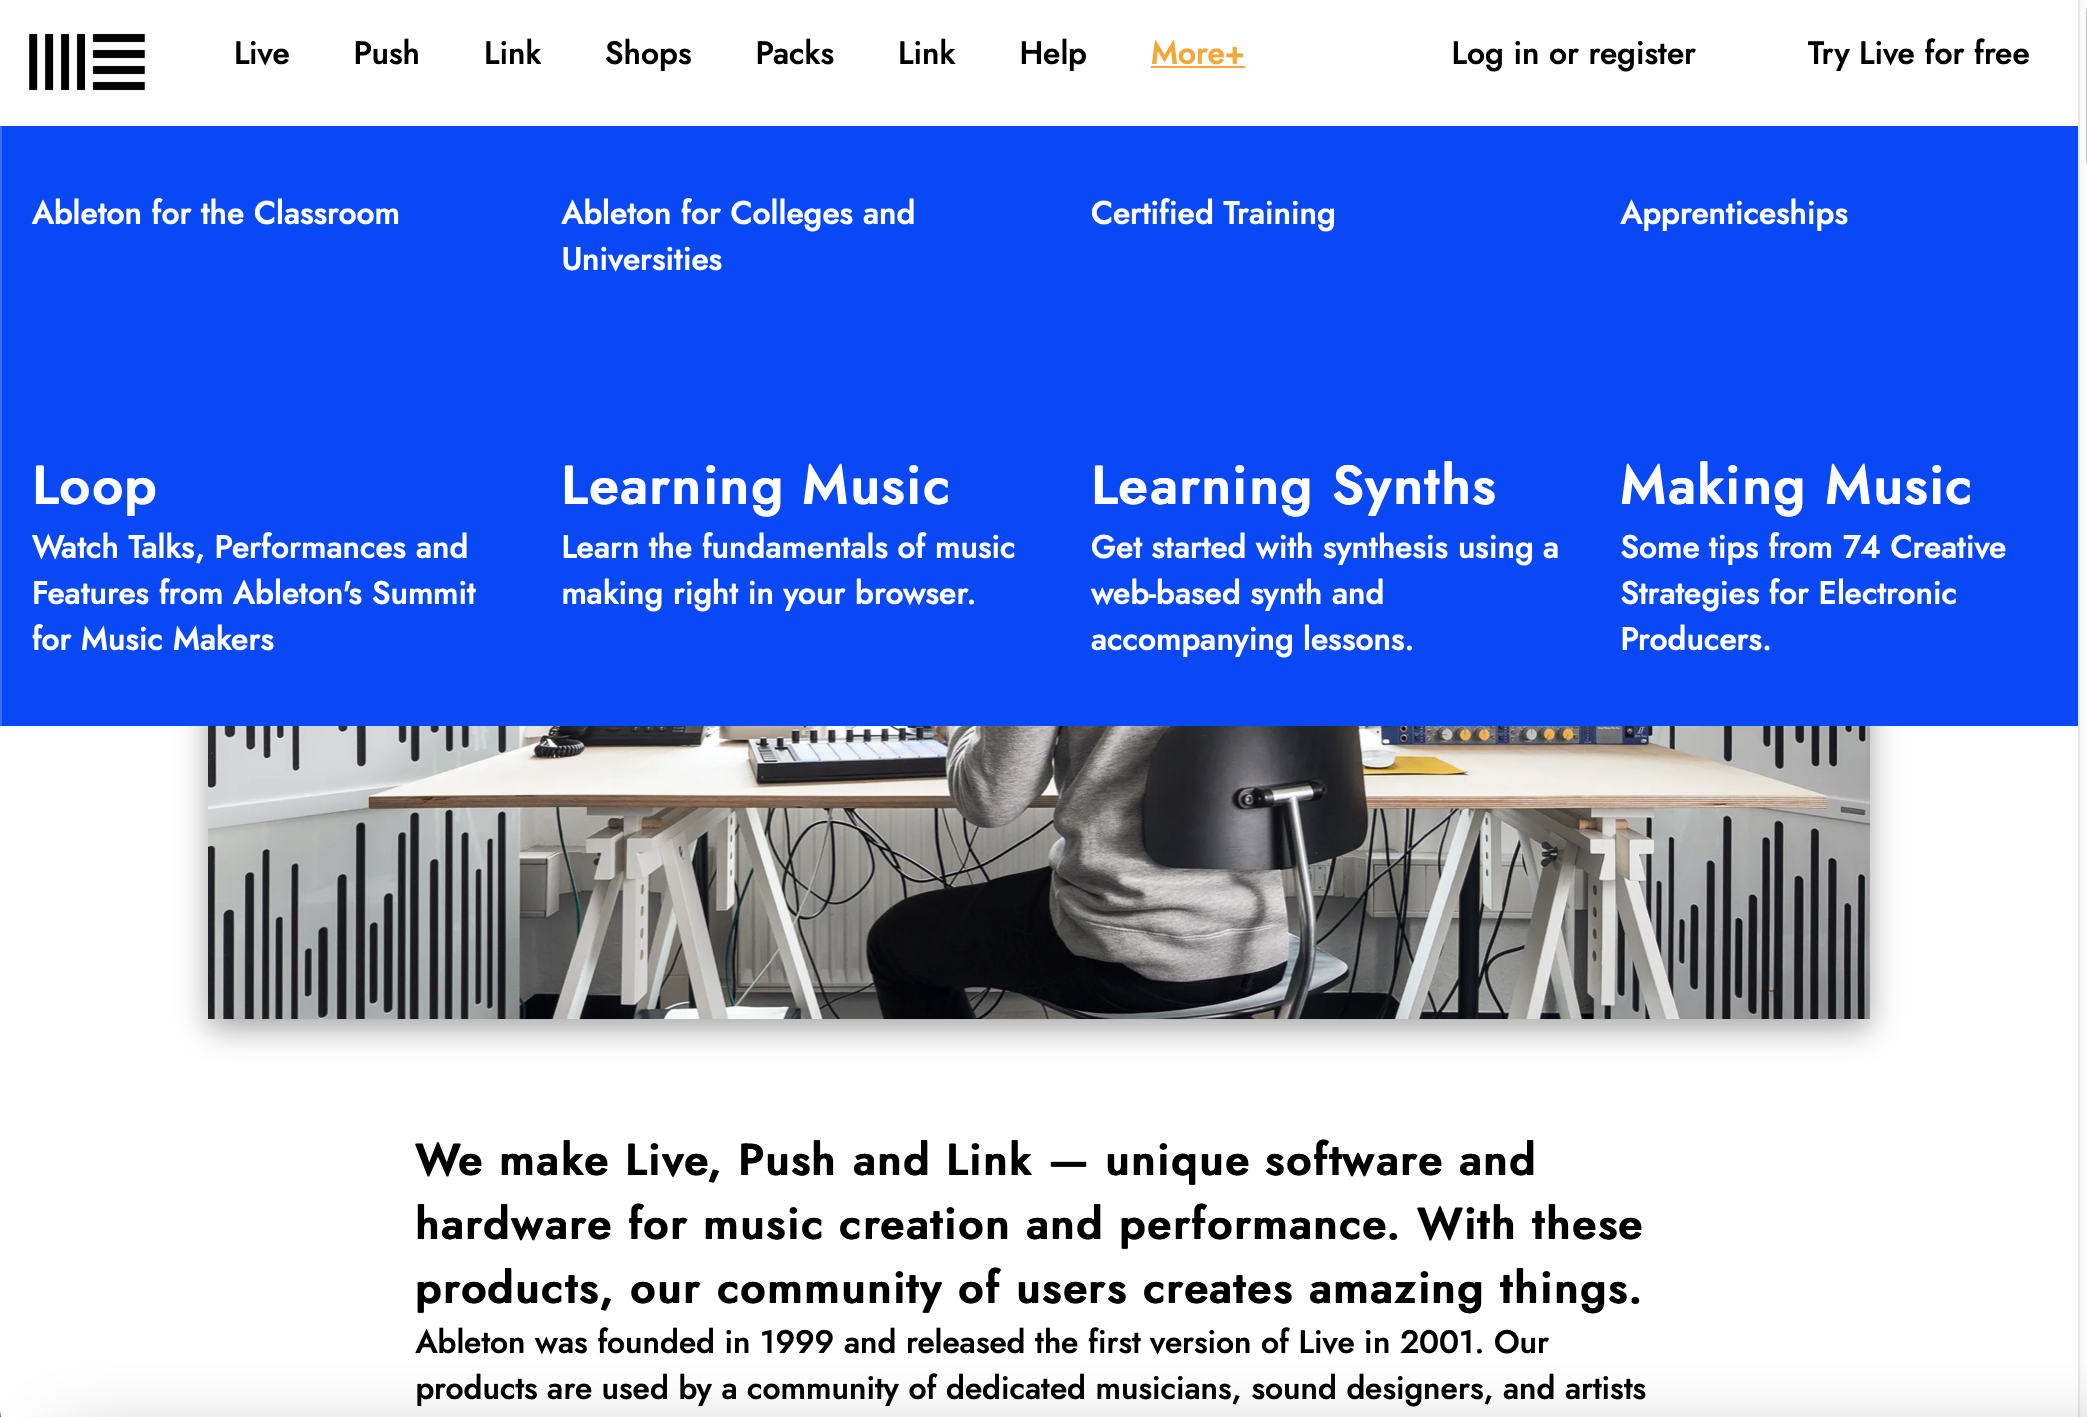 Live Push Link Shops Packs Link Help More+ Log in or register Try Live for free
Ableton for the Classroom
Ableton for Colleges and
Universities
Certified Training
Apprenticeships
Loop
Watch Talks, Performances and
Features from Ableton's Summit
for Music Makers
Learning Music
Learn the fundamentals of music
making right in your browser.
Learning Synths
Get started with synthesis using a
web-based synth and
accompanying lessons.
Making Music
Some tips from 74 Creative
Strategies for Electronic
Producers.
We make Live, Push and Link — unique software and
hardware for music creation and performance. With these
products, our community of users creates amazing things.
Ableton was founded in 1999 and released the first version of Live in 2001. Our
products are used by a community of dedicated musicians, sound designers, and artists